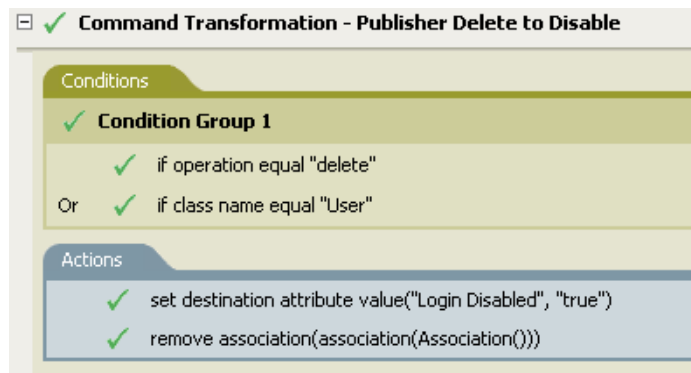 Command Transformation - Publisher Delete to Disable
Conditions
Condition Group 1
if operation equal "delete"
Or if class name equal "User"
Actions
set destination attribute value("Login Disabled", "true")
remove association(association(Association()))